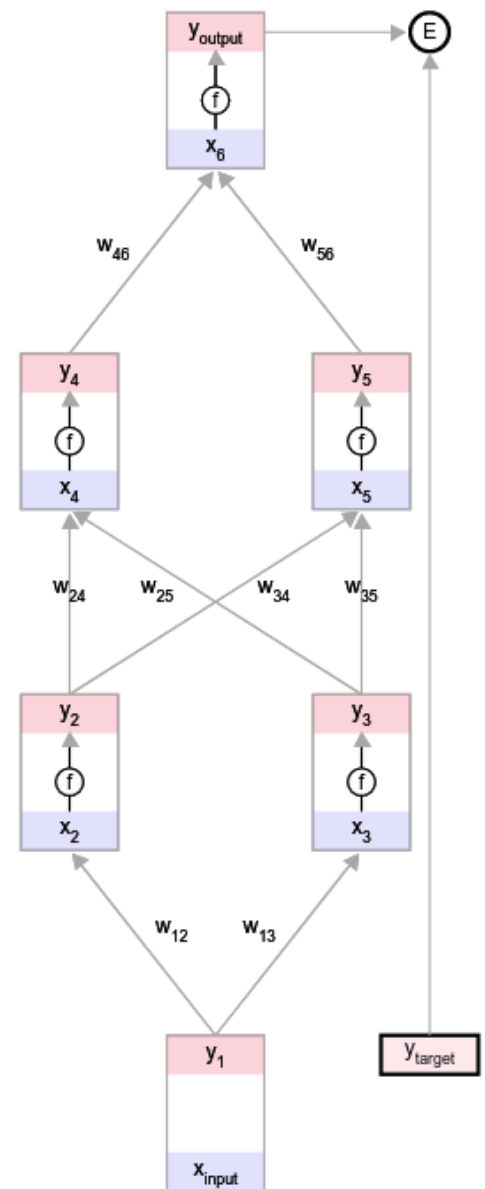 y_output
E
f
x_6
w_46
w_56
y_4
y_5
f
f
x_4
x_5
w_24
w_25
w_34
w_35
y_2
y_3
f
f
x_2
x_3
w_12
w_13
y_1
y_target
x_input